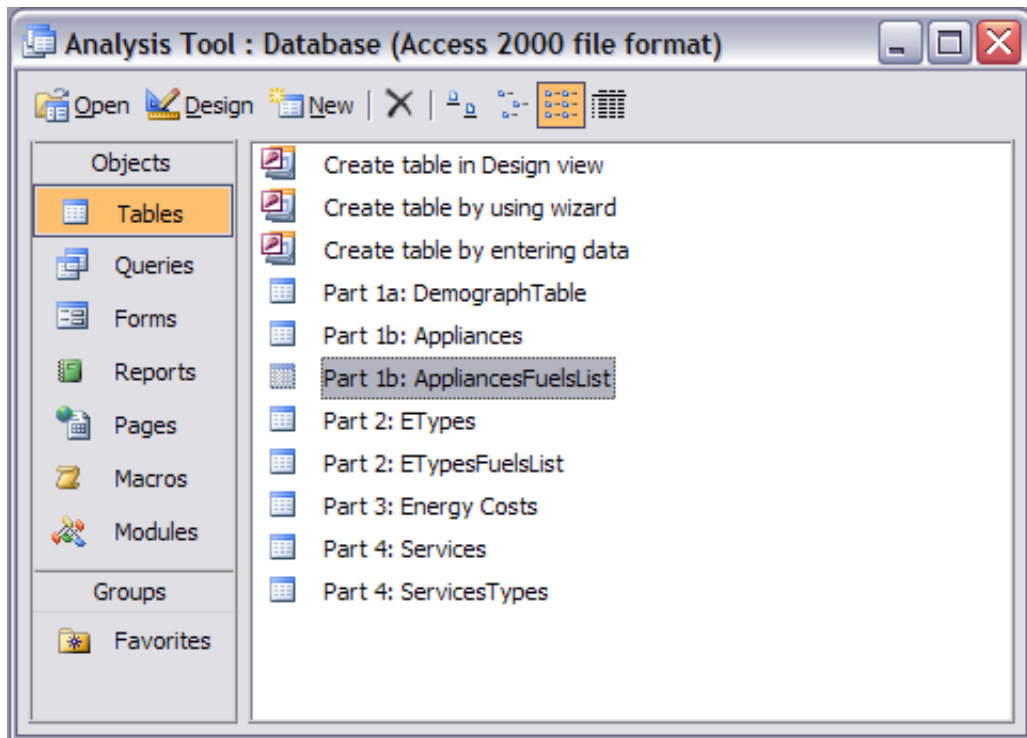 Analysis Tool : Database (Access 2000 file format)
Open Design New
Objects
Tables
Queries
Forms
Reports
Pages
Macros
Modules
Groups
Favorites
Create table in Design view
Create table by using wizard
Create table by entering data
Part 1a: DemographTable
Part 1b: Appliances
Part 1b: AppliancesFuelsList
Part 2: ETypes
Part 2: ETypesFuelsList
Part 3: Energy Costs
Part 4: Services
Part 4: ServicesTypes